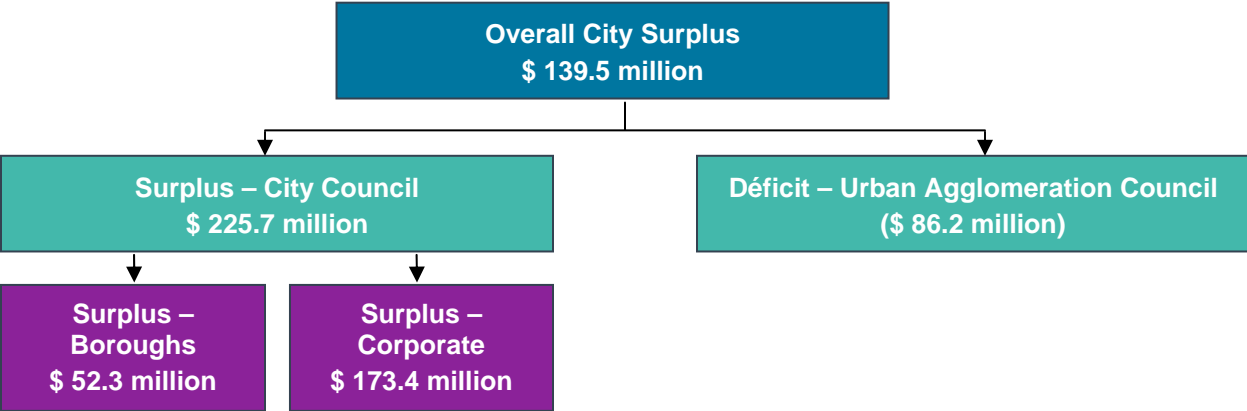 Overall City Surplus
$ 139.5 million
Surplus – City Council
$ 225.7 million
Déficit – Urban Agglomeration Council
($ 86.2 million)
Surplus –
Boroughs
$ 52.3 million
Surplus –
Corporate
$ 173.4 million